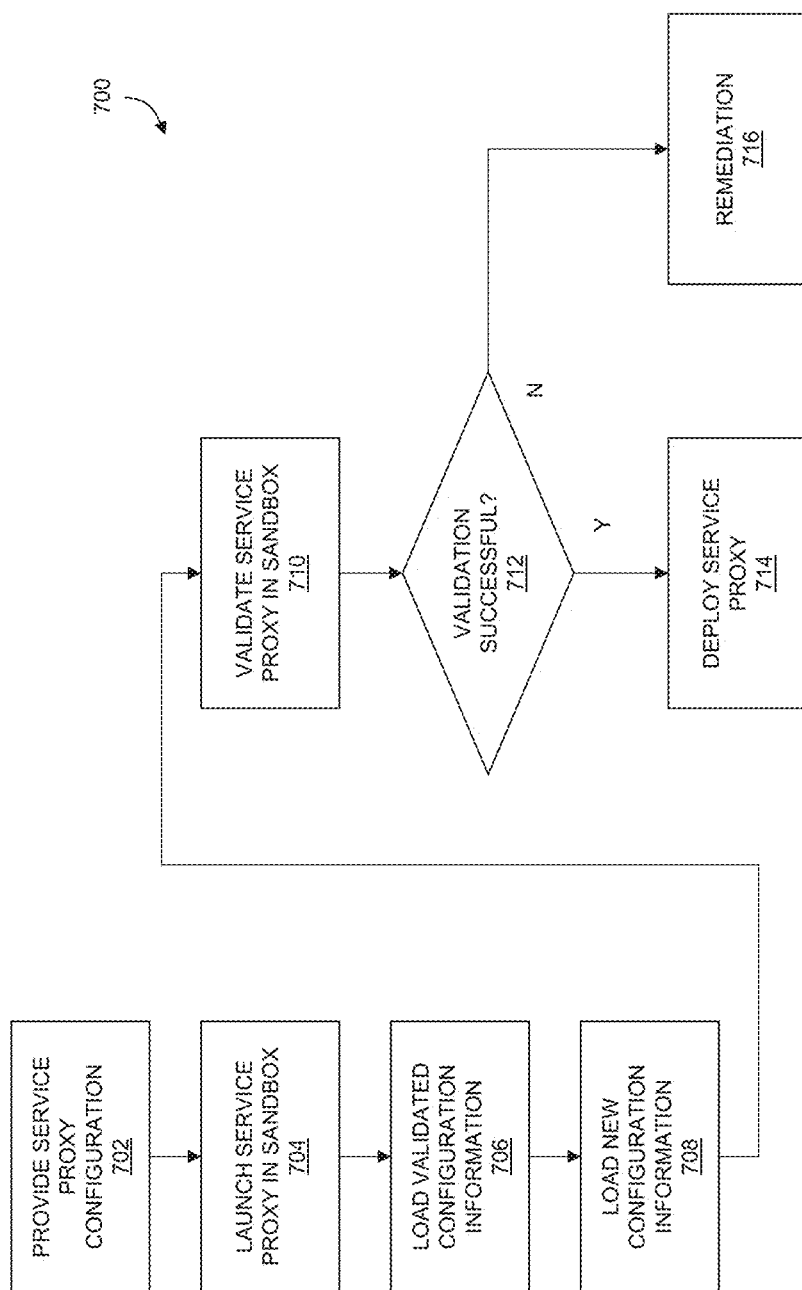 700
PROVIDE SERVICE
PROXY
CONFIGURATION
702
LAUNCH SERVICE
PROXY IN SANDBOX
704
LOAD VALIDATED
CONFIGURATION
INFORMATION
706
LOAD NEW
CONFIGURATION
INFORMATION
708
VALIDATE SERVICE
PROXY IN SANDBOX
710
VALIDATION
SUCCESSFUL?
712
Y
N
DEPLOY SERVICE
PROXY
714
REMEDIATION
716